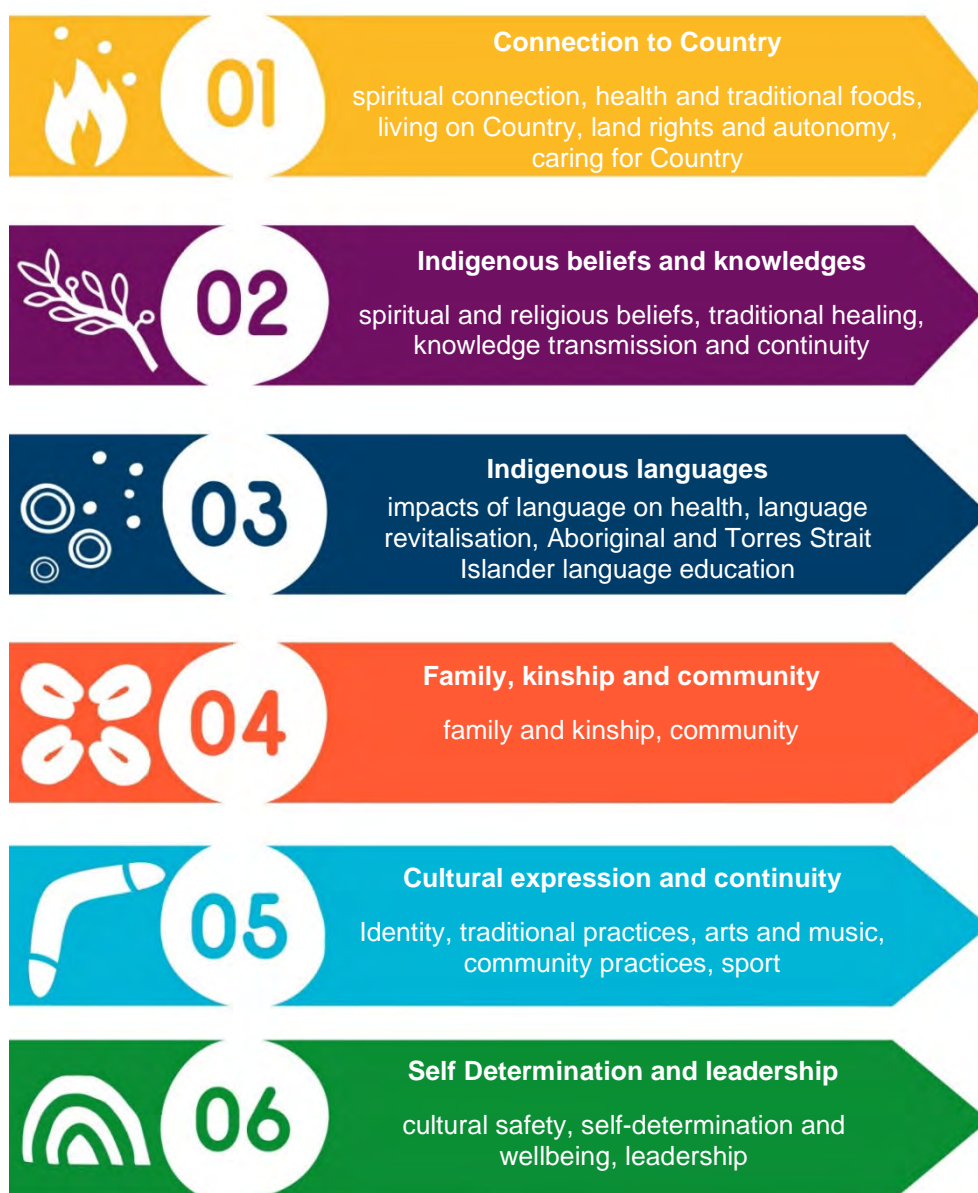 01
Connection to Country
spiritual connection, health and traditional foods,
living on Country, land rights and autonomy,
caring for Country
02
Indigenous beliefs and knowledges
spiritual and religious beliefs, traditional healing,
knowledge transmission and continuity
03
Indigenous languages
impacts of language on health, language
revitalisation, Aboriginal and Torres Strait
Islander language education
04
Family, kinship and community
family and kinship, community
05
Cultural expression and continuity
Identity, traditional practices, arts and music,
community practices, sport
06
Self Determination and leadership
cultural safety, self-determination and
wellbeing, leadership